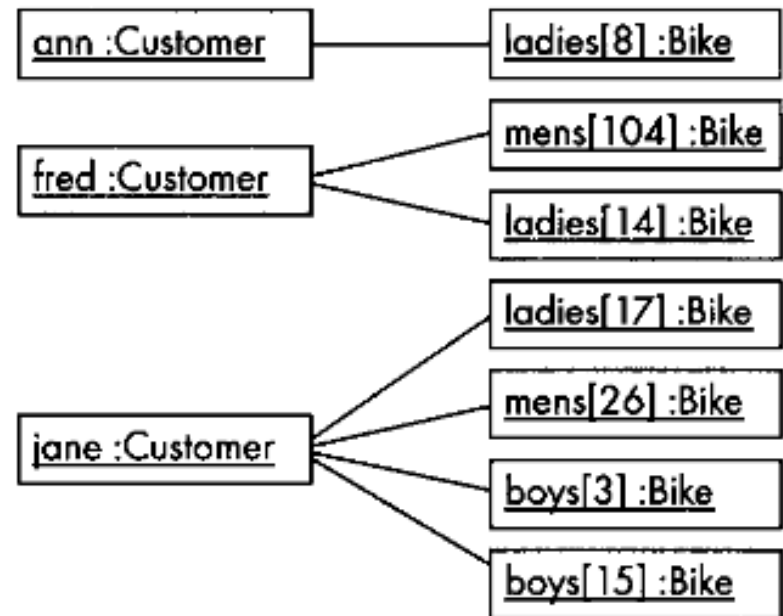 ann :Customer
ladies[8] :Bike
fred :Customer
mens[104] :Bike
ladies[14] :Bike
jane :Customer
ladies[17] :Bike
mens[26] :Bike
boys[3] :Bike
boys[15] :Bike